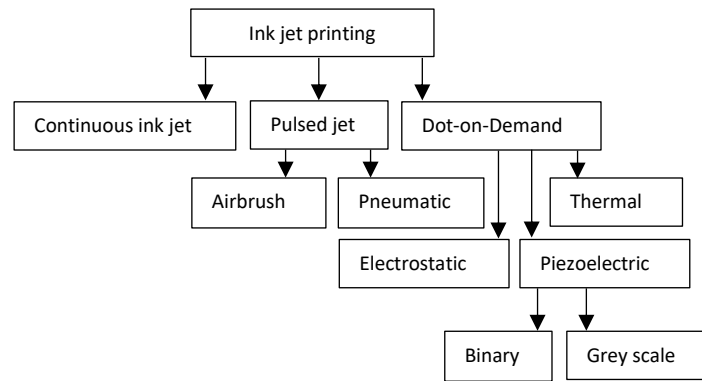 Ink jet printing
Continuous ink jet
Pulsed jet
Dot-on-Demand
Airbrush
Pneumatic
Thermal
Electrostatic
Piezoelectric
Binary
Grey scale